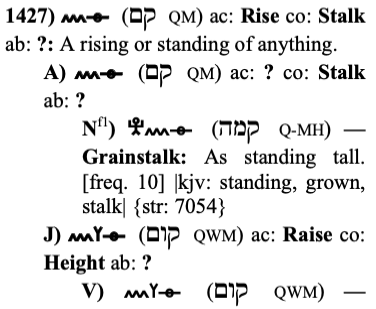 1427) (קם QM) ac: Rise co: Stalk
ab: ?: A rising or standing of anything.
A) (קם QM) ac: ? co: Stalk
ab: ?
Nf1) (קמה Q-MH) —
Grainstalk: As standing tall.
[freq. 10] |kjv: standing, grown,
stalk| {str: 7054}
J) (קום QWM) ac: Raise co:
Height ab: ?
V) (קום QWM) —